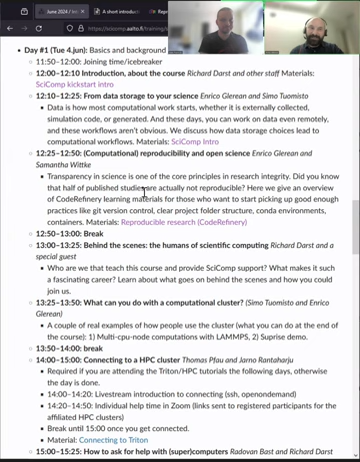 June 2024 / In
A short introduct
Rep
https://scicomp.aalto.fi/training/s
Day #1 (Tue 4.jun): Basics and background
11:50–12:00: Joining time/icebreaker
12:00–12:10 Introduction, about the course Richard Darst and other staff Materials:
SciComp kickstart intro
12:10–12:25: From data storage to your science Enrico Glerean and Simo Tuomisto
Data is how most computational work starts, whether it is externally collected,
simulation code, or generated. And these days, you can work on data even remotely,
and these workflows aren't obvious. We discuss how data storage choices lead to
computational workflows. Materials: SciComp Intro
12:25–12:50: (Computational) reproducibility and open science Enrico Glerean and
Samantha Wittke
Transparency in science is one of the core principles in research integrity. Did you know
that half of published studies are actually not reproducible? Here we give an overview
of CodeRefinery learning materials for those who want to start picking up good enough
practices like git version control, clear project folder structure, conda environments,
containers. Materials: Reproducible research (CodeRefinery)
12:50–13:00: Break
13:00–13:25: Behind the scenes: the humans of scientific computing Richard Darst and a
special guest
Who are we that teach this course and provide SciComp support? What makes it such
a fascinating career? Learn about what goes on behind the scenes and how you could
join us.
13:25–13:50: What can you do with a computational cluster? (Simo Tuomisto and Enrico
Glerean)
A couple of real examples of how people use the cluster (what you can do at the end of
the course): 1) Multi-cpu-node computations with LAMMPS, 2) Suprise demo.
13:50–14:00: break
14:00–15:00: Connecting to a HPC cluster Thomas Pfau and Jarno Rantaharju
Required if you are attending the Triton/HPC tutorials the following days, otherwise
the day is done.
14:00–14:20: Livestream introduction to connecting (ssh, openondemand)
14:20–14:50: Individual help time in Zoom (links sent to registered participants for the
affiliated HPC clusters)
Break until 15:00 once you get connected.
Material: Connecting to Triton
15:00–15:25: How to ask for help with (super)computers Radovan Bast and Richard Darst